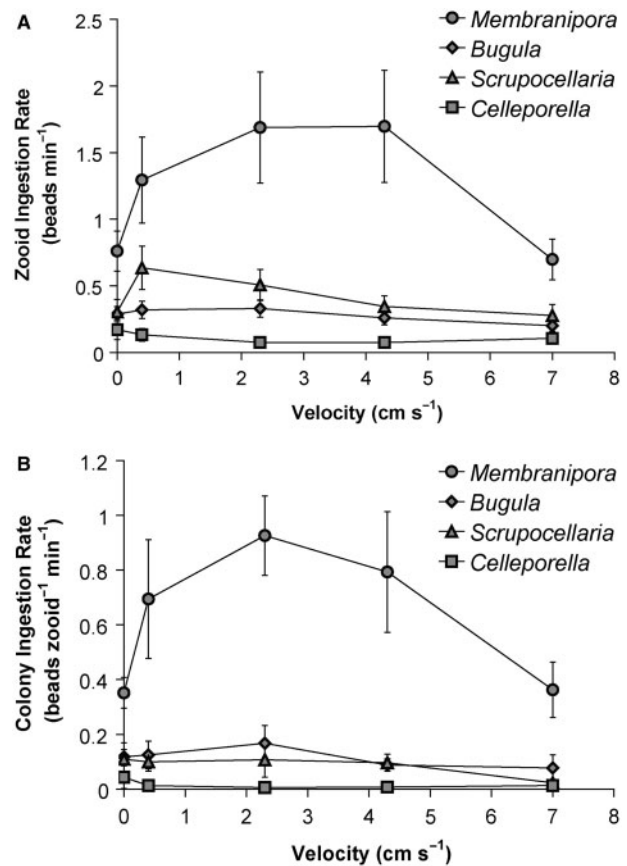 A
Zooid Ingestion Rate
(beads min⁻¹)
2.5
2
1.5
1
0.5
0
0 1 2 3 4 5 6 7 8
Velocity (cm s⁻¹)
Membranipora
Bugula
Scrupocellaria
Celleporella
B
Colony Ingestion Rate
(beads zooid⁻¹ min⁻¹)
1.2
1
0.8
0.6
0.4
0.2
0
0 1 2 3 4 5 6 7 8
Velocity (cm s⁻¹)
Membranipora
Bugula
Scrupocellaria
Celleporella